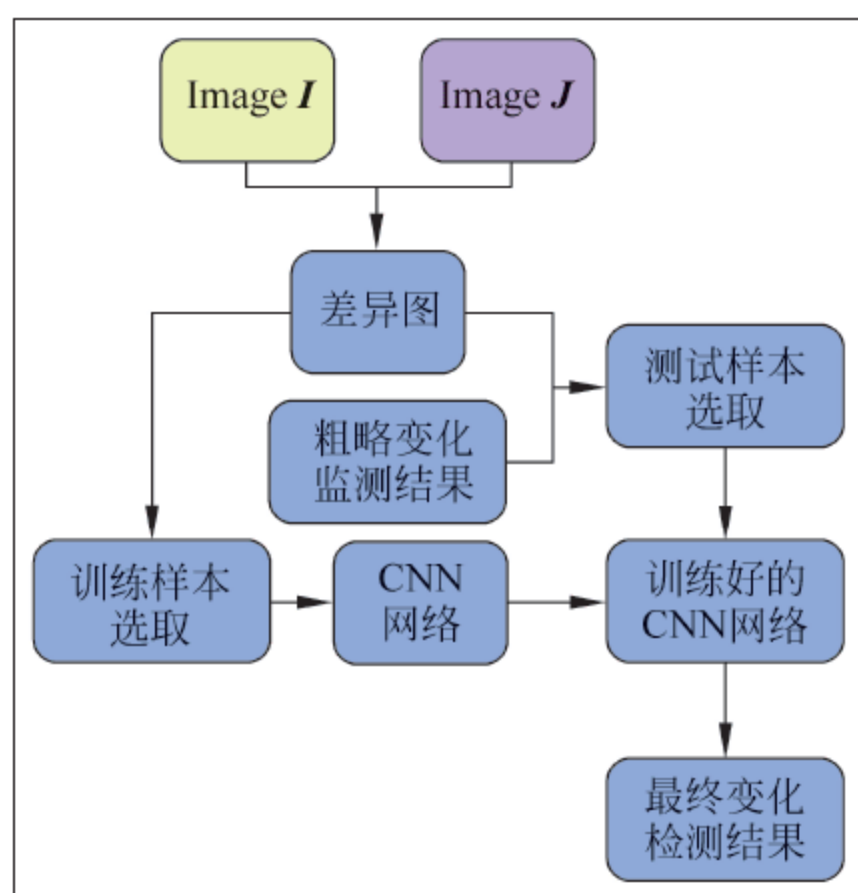 Image I
Image J
差异图
测试样本
选取
粗略变化
监测结果
训练样本
选取
CNN
网络
训练好的
CNN网络
最终变化
检测结果